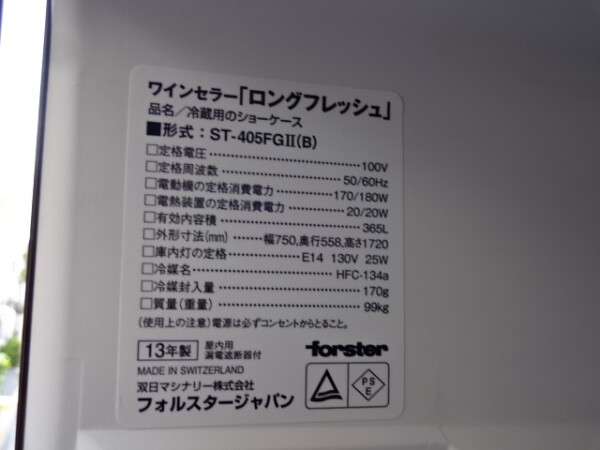 ワインセラー「ロングフレッシュ」
品名／冷蔵用のショーケース
■形式：ST-405FGⅡ(B)
□定格電圧……………………100V
□定格周波数……………………50/60Hz
□電動機の定格消費電力…………170/180W
□電熱装置の定格消費電力…………20/20W
□有効内容積……………………365L
□外形寸法(mm)……幅750,奥行558,高さ1720
□庫内灯の定格…………E14 130V 25W
□冷媒名……………………HFC-134a
□冷媒封入量……………………170g
□質量(重量)……………………99kg
(使用上の注意)電源は必ずコンセントからとること。
13年製 屋内用 漏電遮断器付 forster
MADE IN SWITZERLAND
双日マシナリー株式会社
フォルスタージャパン
PS
E